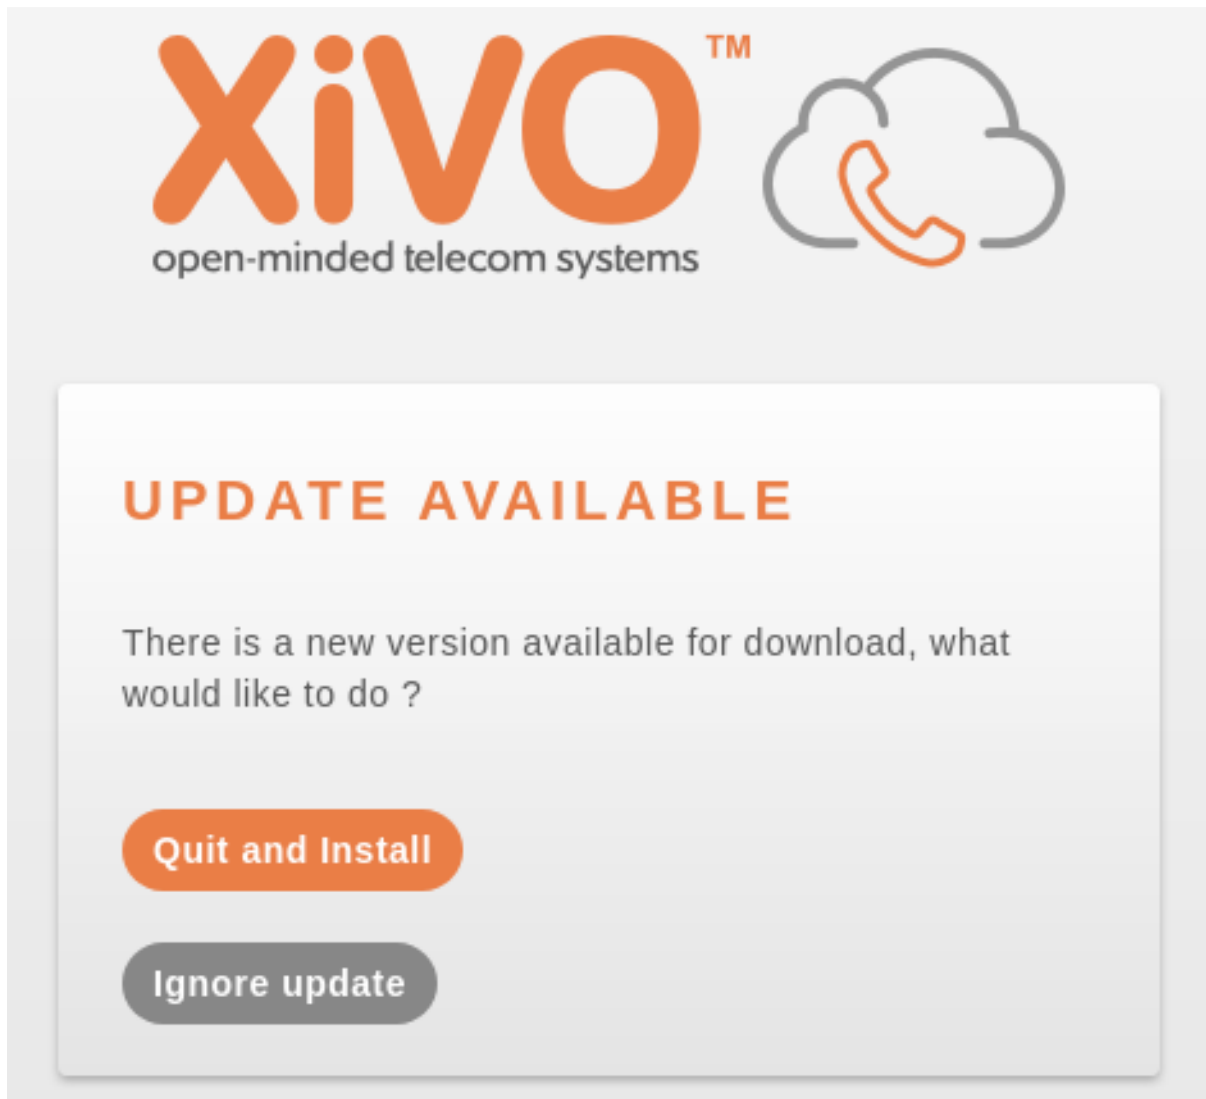 XiVO™
open-minded telecom systems
UPDATE AVAILABLE
There is a new version available for download, what
would like to do ?
Quit and Install
Ignore update